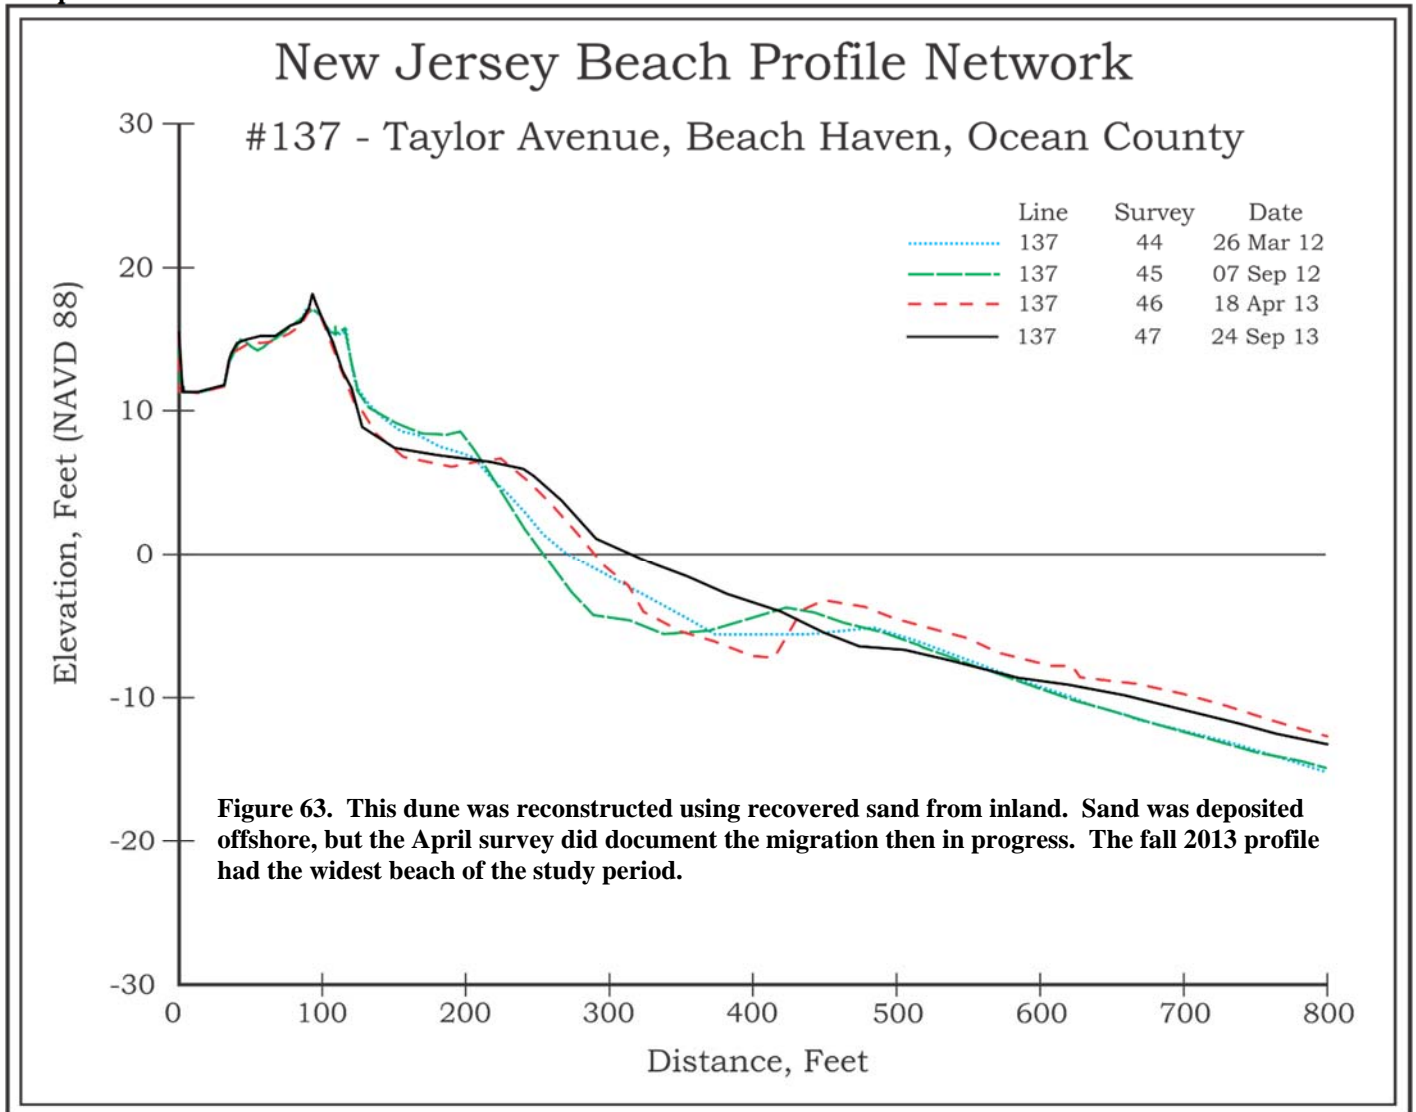 New Jersey Beach Profile Network
#137 - Taylor Avenue, Beach Haven, Ocean County
Line Survey Date
137 44 26 Mar 12
137 45 07 Sep 12
137 46 18 Apr 13
137 47 24 Sep 13
Elevation, Feet (NAVD 88)
30
20
10
0
-10
-20
-30
Figure 63. This dune was reconstructed using recovered sand from inland. Sand was deposited
offshore, but the April survey did document the migration then in progress. The fall 2013 profile
had the widest beach of the study period.
0 100 200 300 400 500 600 700 800
Distance, Feet